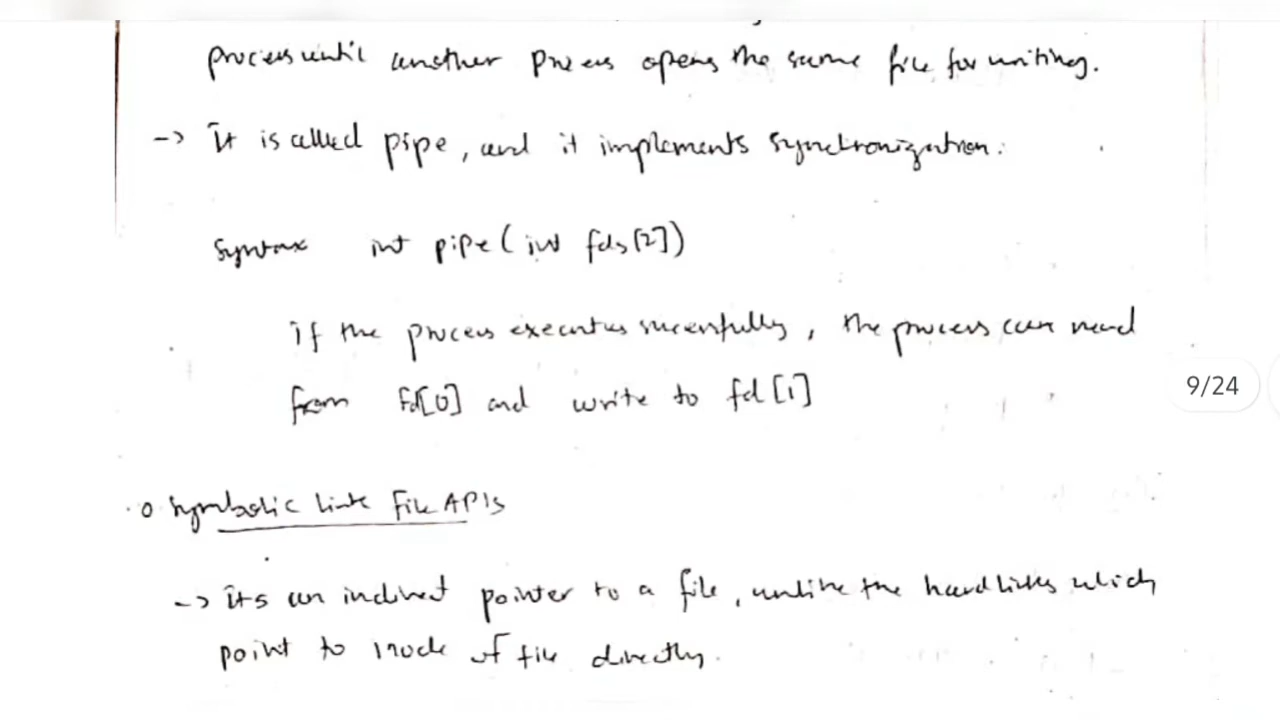 process until another process opens the same file for writing.
-> It is called pipe, and it implements synchronization.
Syntax int pipe(int fds[2])
if the process executes successfully, the process can read
from fd[0] and write to fd[1]
9/24
o Symbolic Link File APIs
-> its an indirect pointer to a file, unlike the hardlinks which
point to inode of file directly.